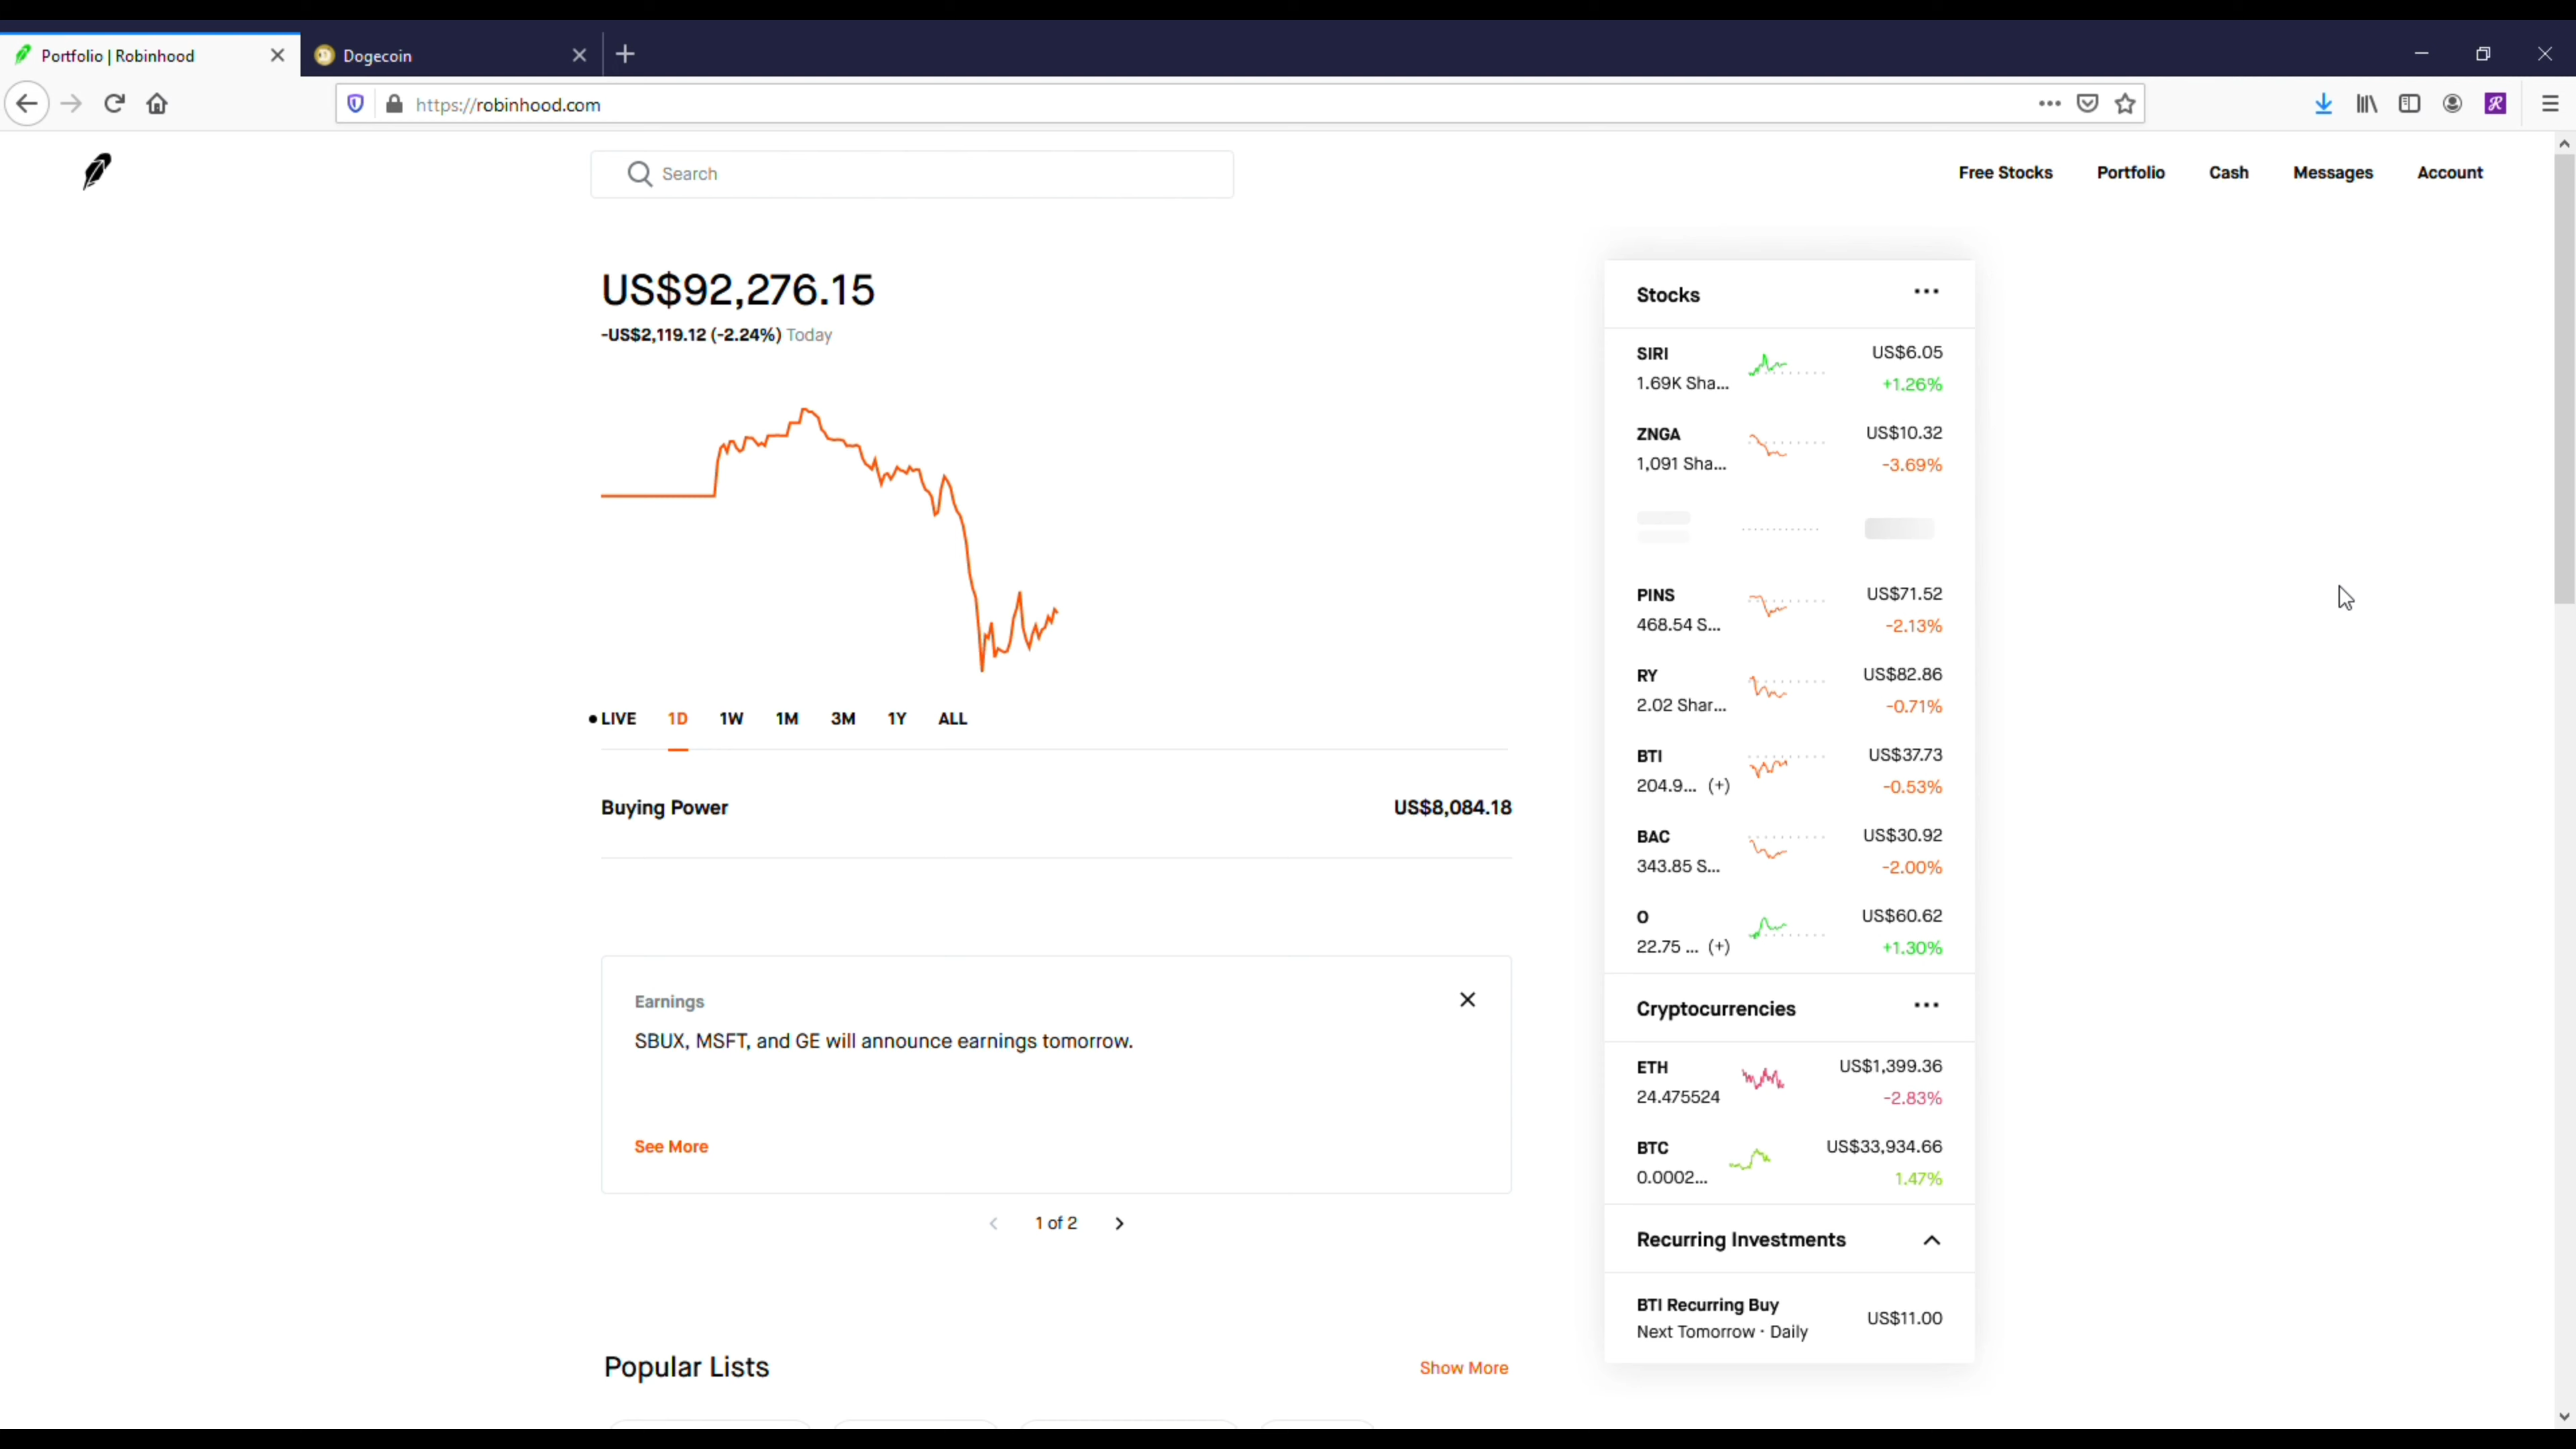 Portfolio | Robinhood
Dogecoin
https://robinhood.com
Search
Free Stocks
Portfolio
Cash
Messages
Account
US$92,276.15
-US$2,119.12 (-2.24%) Today
LIVE 1D 1W 1M 3M 1Y ALL
Buying Power US$8,084.18
Earnings
SBUX, MSFT, and GE will announce earnings tomorrow.
See More
1 of 2
Popular Lists Show More
Stocks
SIRI US$6.05
1.69K Sha... +1.26%
ZNGA US$10.32
1,091 Sha... -3.69%
PINS US$71.52
468.54 S... -2.13%
RY US$82.86
2.02 Shar... -0.71%
BTI US$37.73
204.9... (+) -0.53%
BAC US$30.92
343.85 S... -2.00%
O US$60.62
22.75 ... (+) +1.30%
Cryptocurrencies
ETH US$1,399.36
24.475524 -2.83%
BTC US$33,934.66
0.0002... 1.47%
Recurring Investments
BTI Recurring Buy US$11.00
Next Tomorrow · Daily